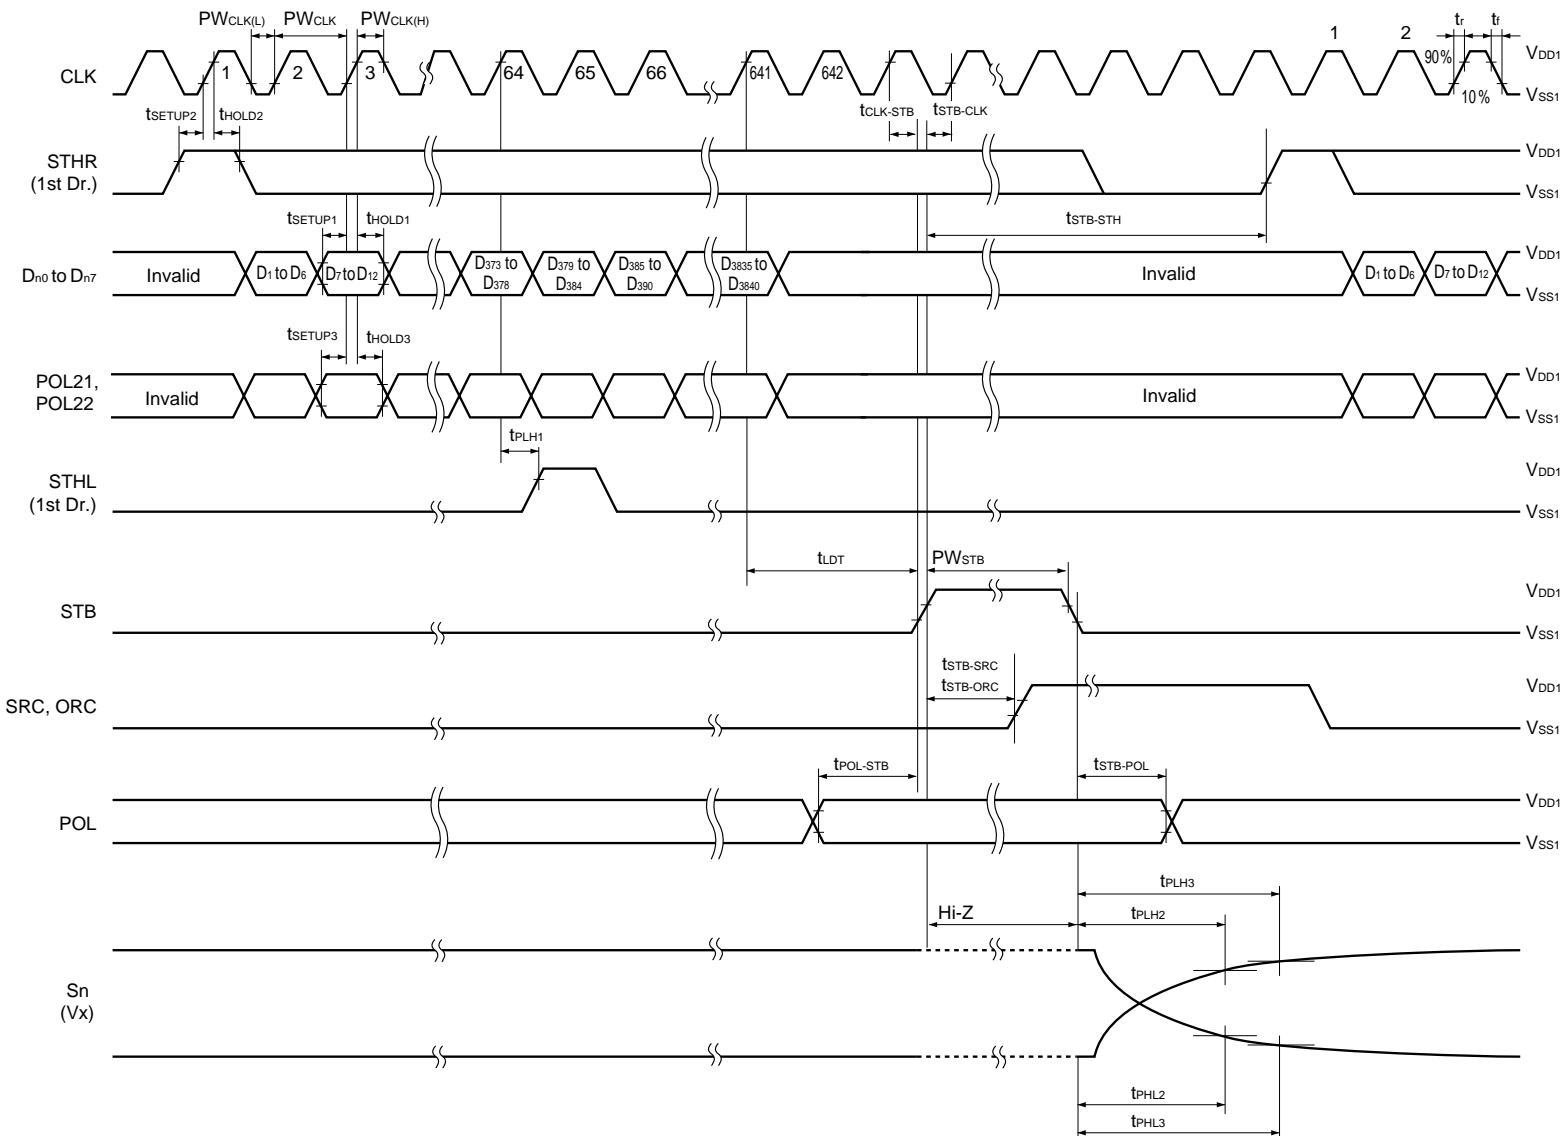 PWCLK(L) PWCLK PWCLK(H) 1 2 tr tf
CLK 1 2 3 64 65 66 641 642 90% 10% VDD1 VSS1
tSETUP2 tHOLD2 tCLK-STB tSTB-CLK
STHR
(1st Dr.)
VDD1
VSS1
tSETUP1 tHOLD1 tSTB-STH
Dn0 to Dn7 Invalid D1 to D6 D7 to D12 D373 to D378 D379 to D384 D385 to D390 D3835 to D3840 Invalid D1 to D6 D7 to D12 VDD1 VSS1
tSETUP3 tHOLD3
POL21,
POL22
Invalid Invalid VDD1 VSS1
tPLH1
STHL
(1st Dr.)
VDD1
VSS1
tLDT PWSTB
STB VDD1 VSS1
tSTB-SRC
tSTB-ORC
SRC, ORC VDD1 VSS1
tPOL-STB tSTB-POL
POL VDD1 VSS1
tPLH3
Hi-Z tPLH2
Sn
(Vx)
tPHL2
tPHL3